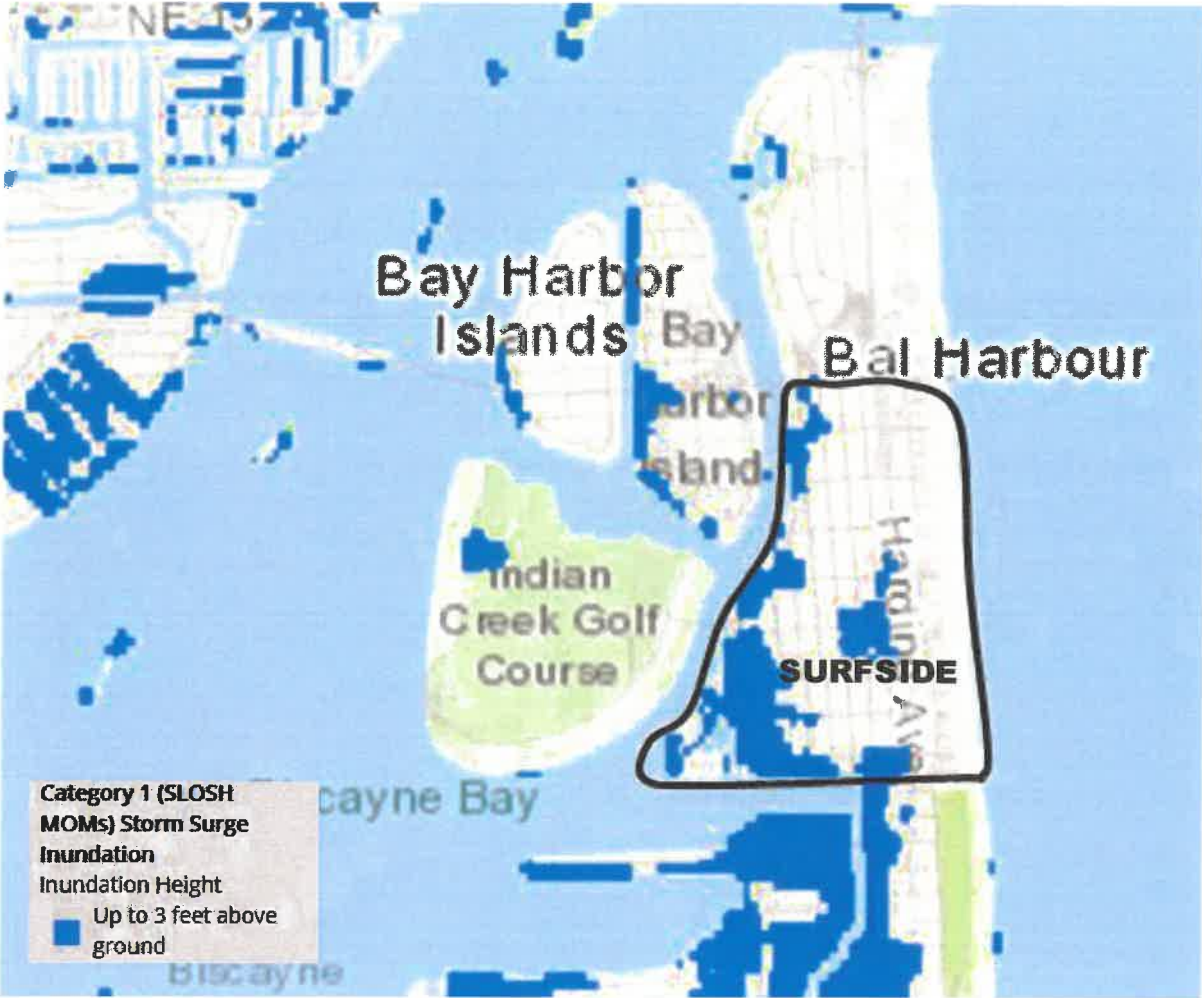 Bay Harbor
Islands
Bay
Harbor
Island
Bal Harbour
Indian
Creek Golf
Course
Harding Ave
SURFSIDE
Category 1 (SLOSH
MOMs) Storm Surge
Inundation
Inundation Height
Up to 3 feet above
ground
cayne Bay
Biscayne